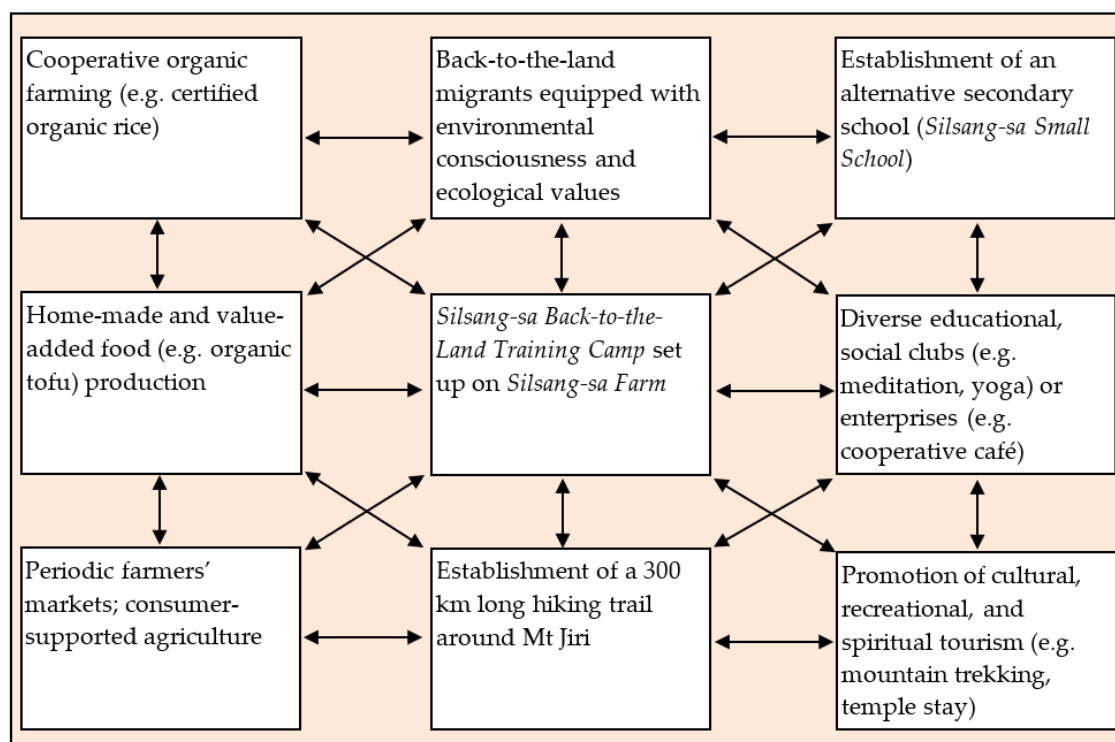 Cooperative organic
farming (e.g. certified
organic rice)
Back-to-the-land
migrants equipped with
environmental
consciousness and
ecological values
Establishment of an
alternative secondary
school (Silsang-sa Small
School)
Home-made and value-
added food (e.g. organic
tofu) production
Silsang-sa Back-to-the-
Land Training Camp set
up on Silsang-sa Farm
Diverse educational,
social clubs (e.g.
meditation, yoga) or
enterprises (e.g.
cooperative café)
Periodic farmers’
markets; consumer-
supported agriculture
Establishment of a 300
km long hiking trail
around Mt Jiri
Promotion of cultural,
recreational, and
spiritual tourism (e.g.
mountain trekking,
temple stay)